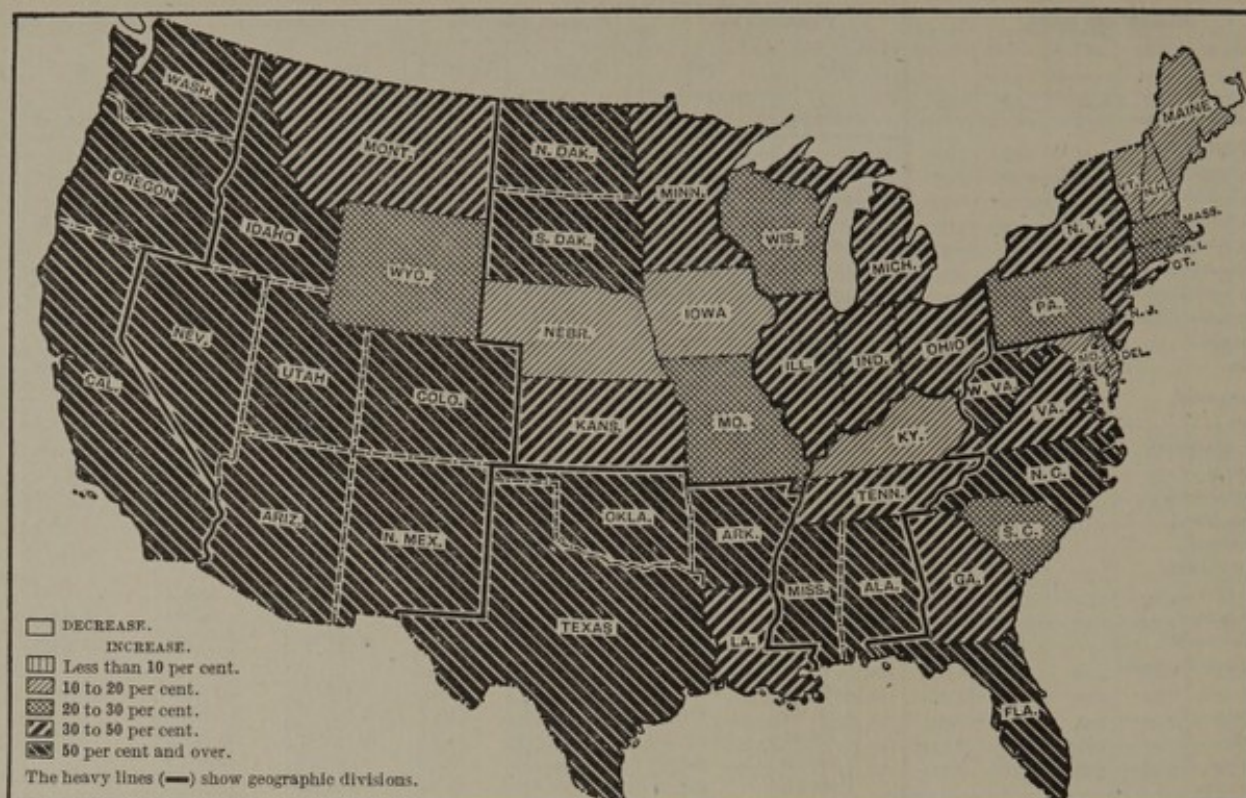 WASH.
MONT.
N. DAK.
MINN.
MAINE
OREGON
IDAHO
S. DAK.
WIS.
MICH.
N. Y.
VT.
N.H.
MASS.
R. I.
CT.
WYO.
NEBR.
IOWA
PA.
N. J.
NEV.
UTAH
COLO.
KANS.
MO.
ILL.
IND.
OHIO
MD.
DEL.
W. VA.
VA.
CAL.
KY.
N. C.
TENN.
ARIZ.
N. MEX.
OKLA.
ARK.
S. C.
MISS.
ALA.
GA.
TEXAS
LA.
FLA.
DECREASE.
INCREASE.
Less than 10 per cent.
10 to 20 per cent.
20 to 30 per cent.
30 to 50 per cent.
50 per cent and over.
The heavy lines (▬) show geographic divisions.